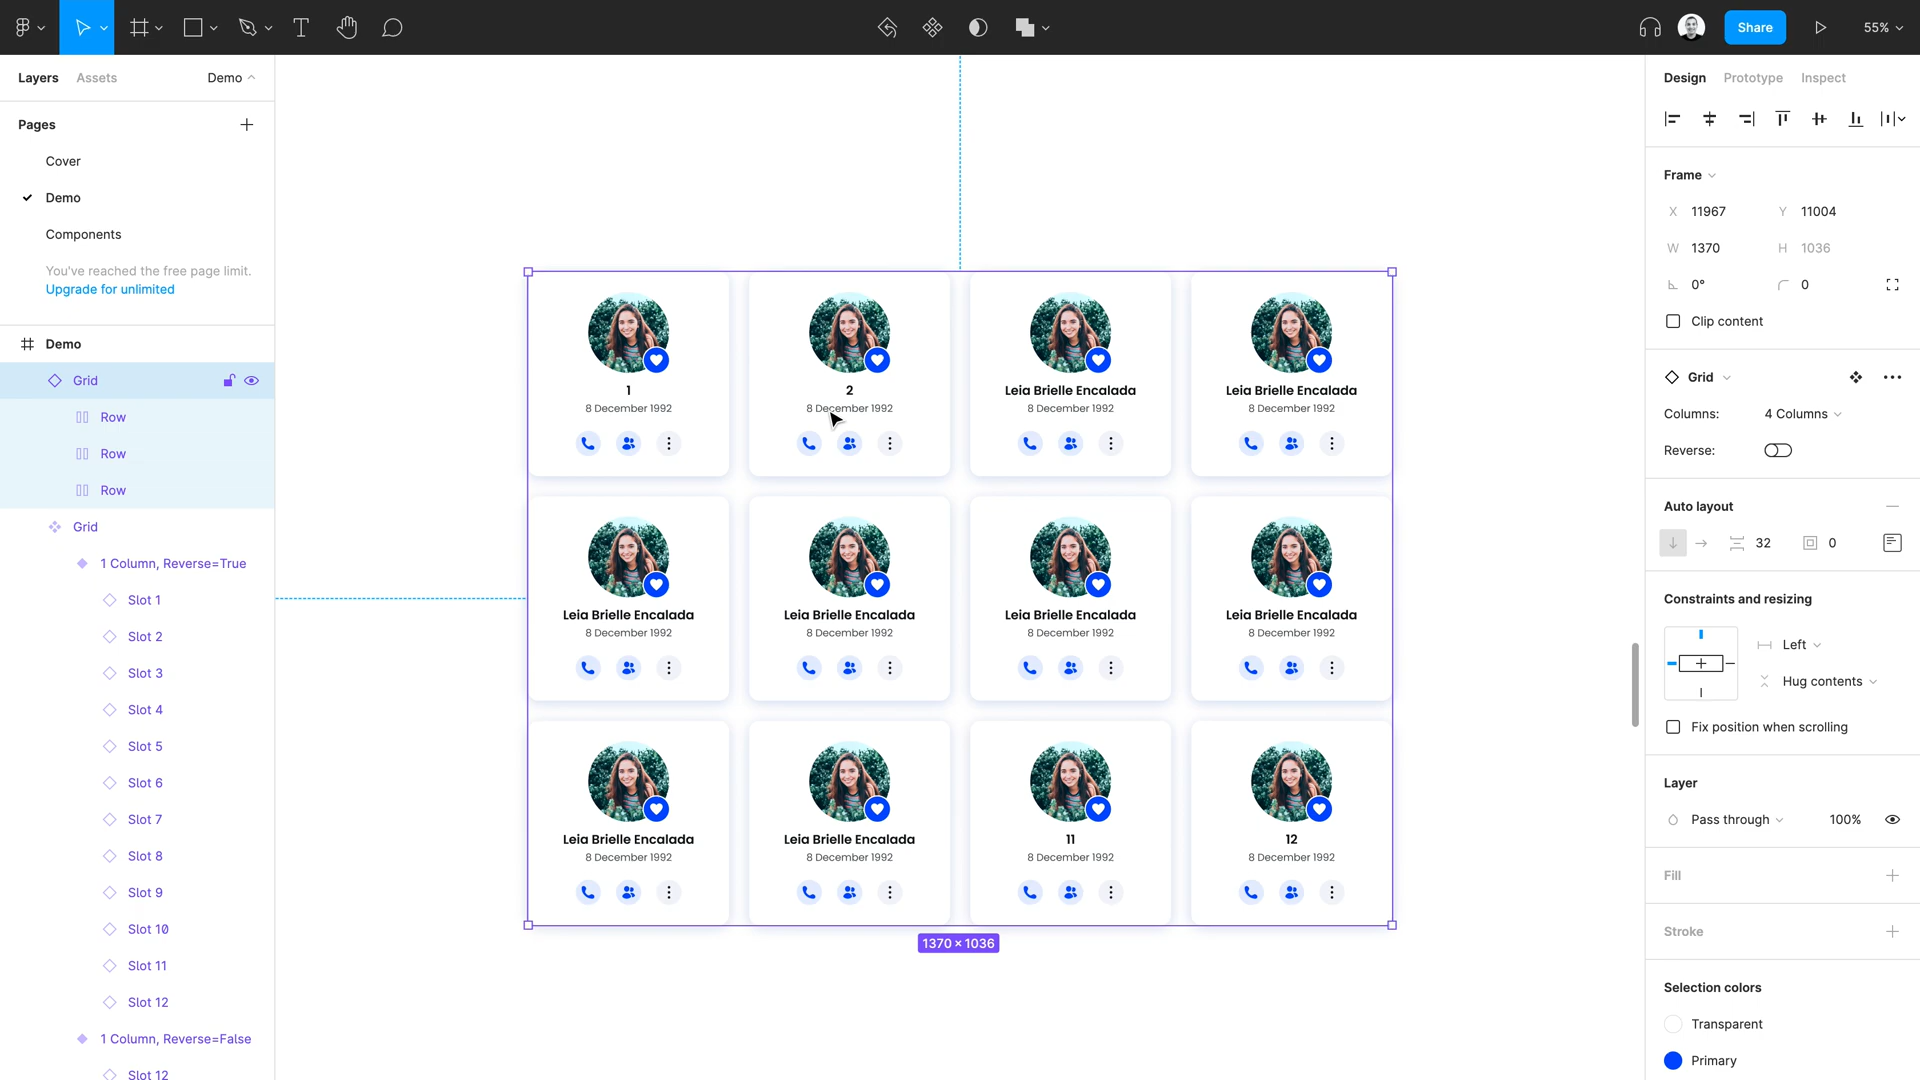 Share
55%
Layers
Assets
Demo
Pages
Cover
Demo
Components
You've reached the free page limit.
Upgrade for unlimited
Demo
Grid
Row
Row
Row
Grid
1 Column, Reverse=True
Slot 1
Slot 2
Slot 3
Slot 4
Slot 5
Slot 6
Slot 7
Slot 8
Slot 9
Slot 10
Slot 11
Slot 12
1 Column, Reverse=False
Slot 12
1
8 December 1992
2
8 December 1992
Leia Brielle Encalada
8 December 1992
Leia Brielle Encalada
8 December 1992
Leia Brielle Encalada
8 December 1992
Leia Brielle Encalada
8 December 1992
Leia Brielle Encalada
8 December 1992
Leia Brielle Encalada
8 December 1992
Leia Brielle Encalada
8 December 1992
Leia Brielle Encalada
8 December 1992
11
8 December 1992
12
8 December 1992
1370 × 1036
Design
Prototype
Inspect
Frame
X 11967
Y 11004
W 1370
H 1036
0°
0
Clip content
Grid
Columns: 4 Columns
Reverse:
Auto layout
32
0
Constraints and resizing
Left
Hug contents
Fix position when scrolling
Layer
Pass through 100%
Fill
Stroke
Selection colors
Transparent
Primary